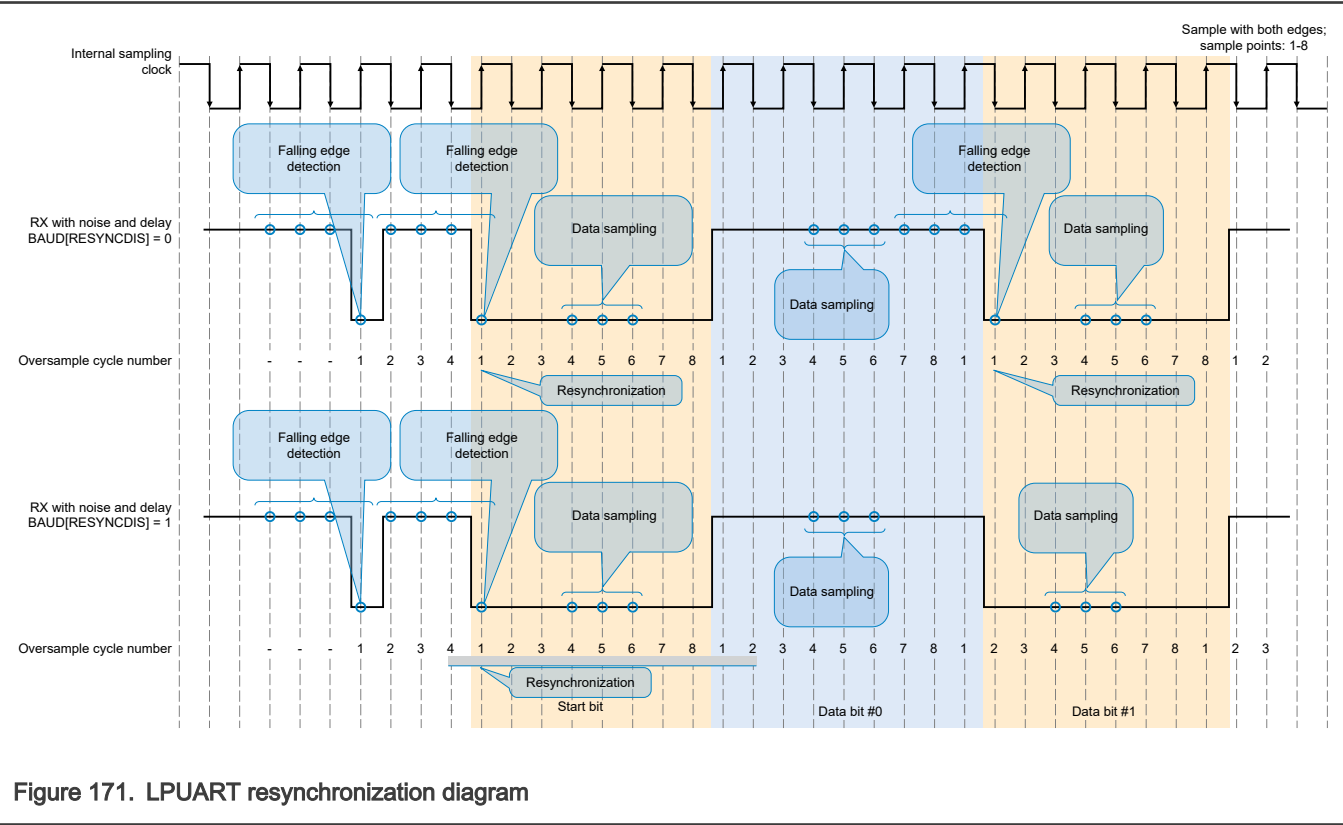 Sample with both edges;
sample points: 1-8
Internal sampling
clock
Falling edge
detection
Falling edge
detection
Falling edge
detection
RX with noise and delay
BAUD[RESYNCDIS] = 0
Data sampling
Data sampling
Data sampling
Oversample cycle number - - - 1 2 3 4 1 2 3 4 5 6 7 8 1 2 3 4 5 6 7 8 1 1 2 3 4 5 6 7 8 1 2
Resynchronization
Resynchronization
Falling edge
detection
Falling edge
detection
RX with noise and delay
BAUD[RESYNCDIS] = 1
Data sampling
Data sampling
Data sampling
Oversample cycle number - - - 1 2 3 4 1 2 3 4 5 6 7 8 1 2 3 4 5 6 7 8 1 2 3 4 5 6 7 8 1 2 3
Resynchronization
Start bit
Data bit #0
Data bit #1
Figure 171. LPUART resynchronization diagram